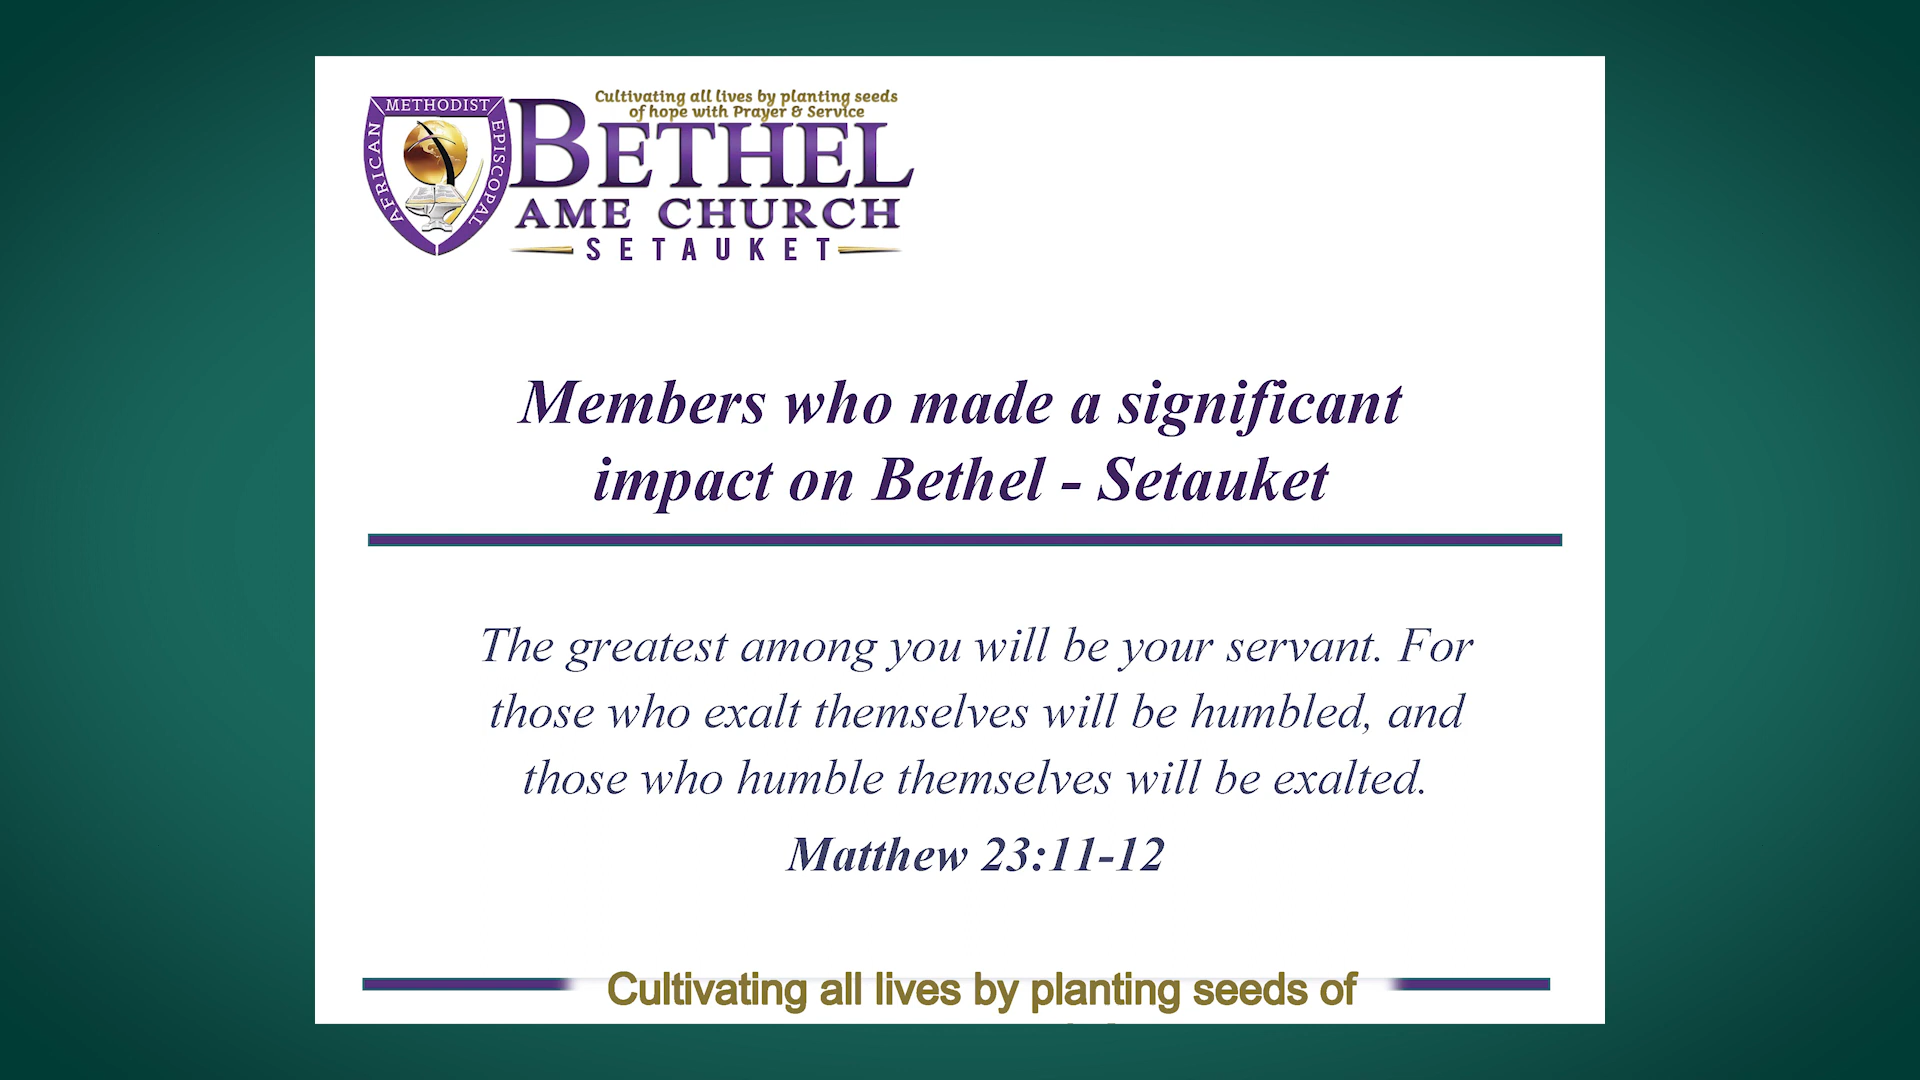 METHODIST
AFRICAN
EPISCOPAL
Cultivating all lives by planting seeds
of hope with Prayer & Service
BETHEL
AME CHURCH
SETAUKET
Members who made a significant
impact on Bethel - Setauket
The greatest among you will be your servant. For
those who exalt themselves will be humbled, and
those who humble themselves will be exalted.
Matthew 23:11-12
Cultivating all lives by planting seeds of